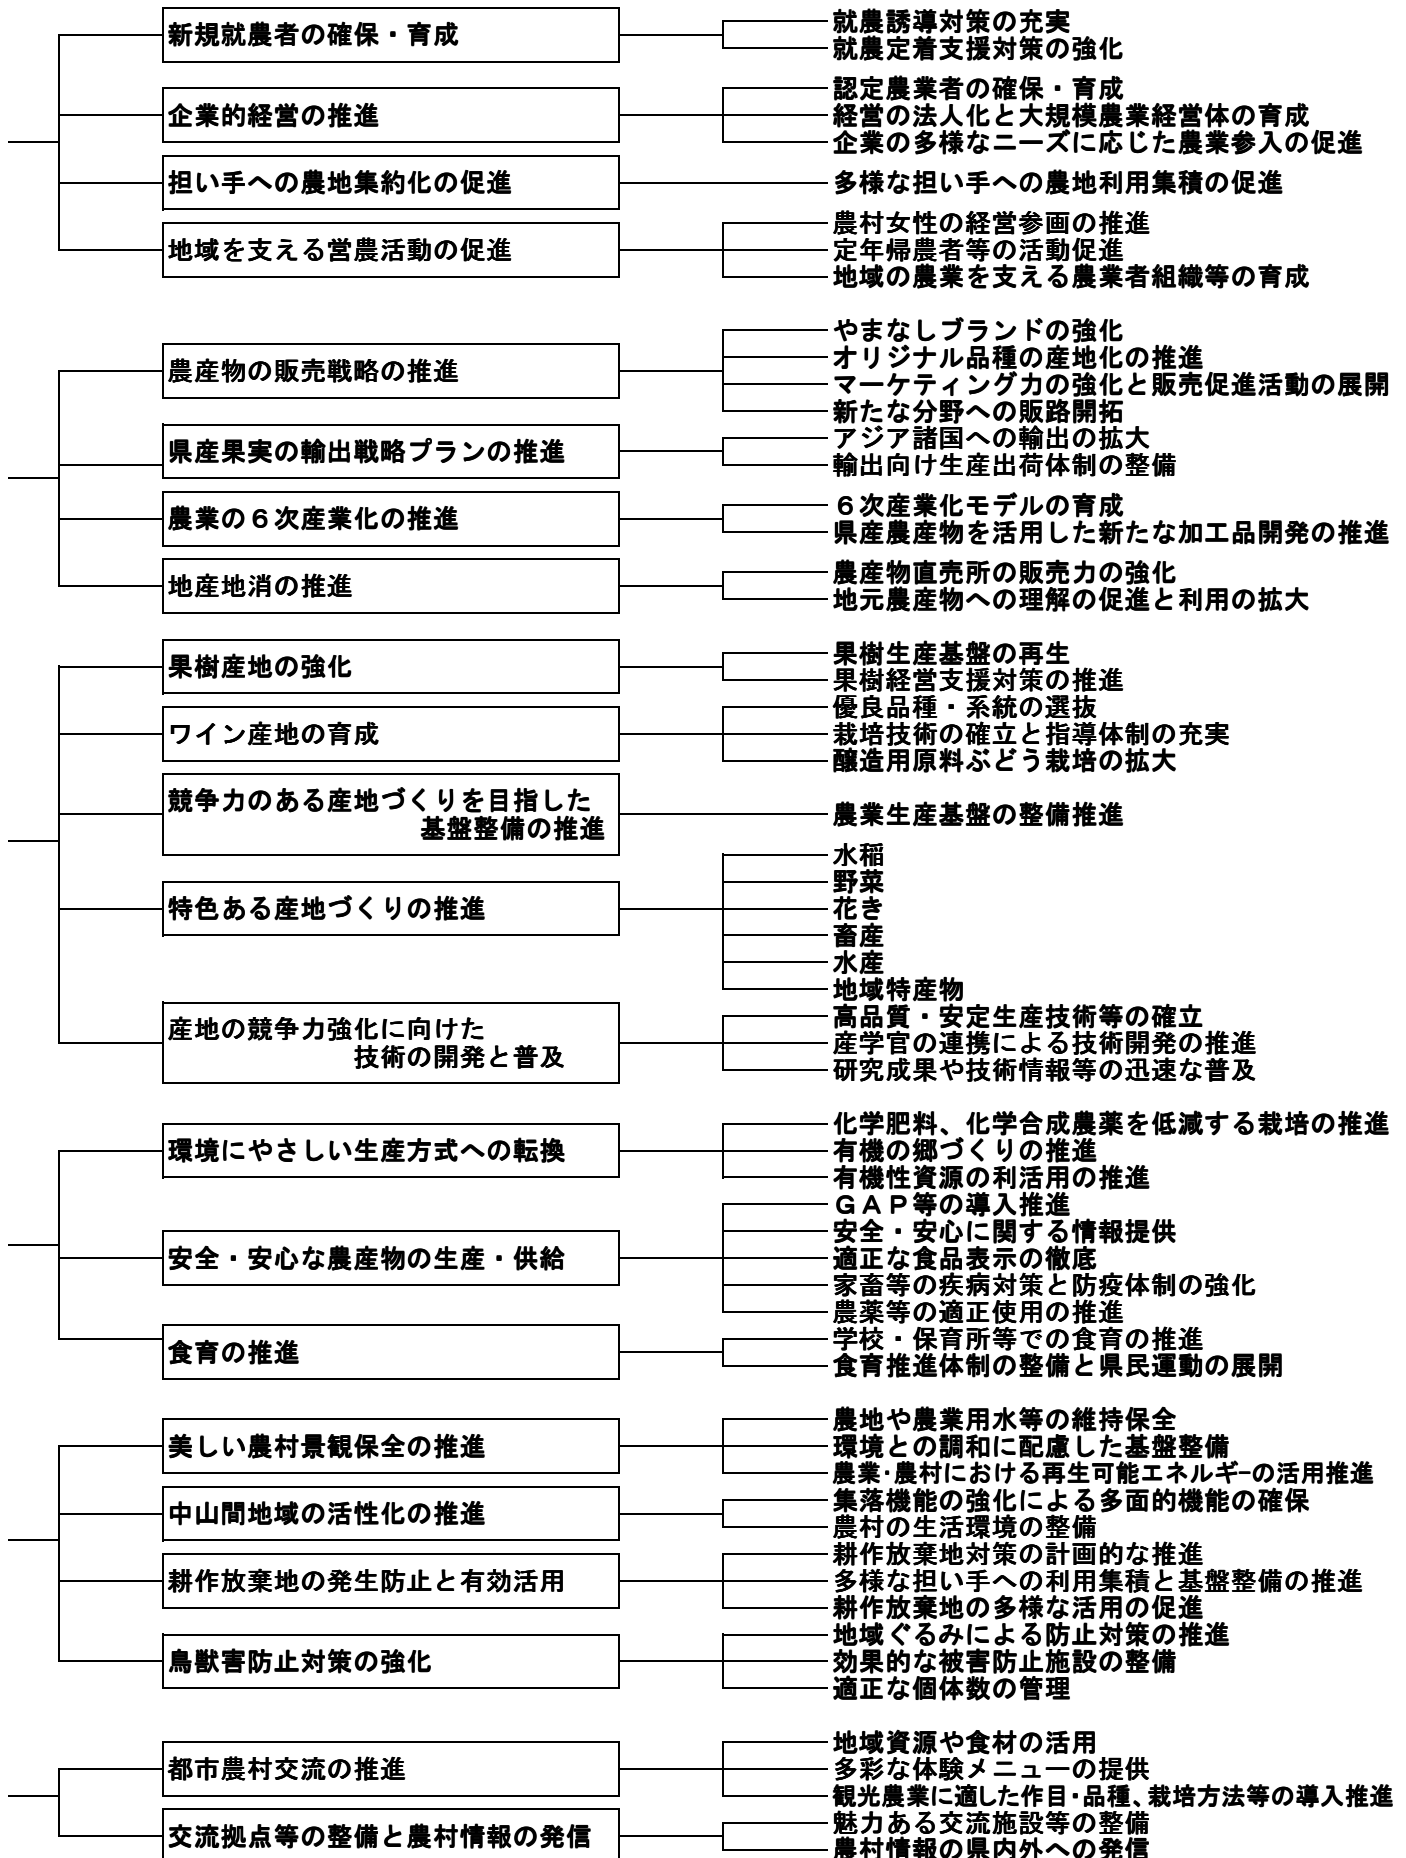 新規就農者の確保・育成
就農誘導対策の充実
就農定着支援対策の強化
企業的経営の推進
認定農業者の確保・育成
経営の法人化と大規模農業経営体の育成
企業の多様なニーズに応じた農業参入の促進
担い手への農地集約化の促進
多様な担い手への農地利用集積の促進
地域を支える営農活動の促進
農村女性の経営参画の推進
定年帰農者等の活動促進
地域の農業を支える農業者組織等の育成
農産物の販売戦略の推進
やまなしブランドの強化
オリジナル品種の産地化の推進
マーケティング力の強化と販売促進活動の展開
新たな分野への販路開拓
県産果実の輸出戦略プランの推進
アジア諸国への輸出の拡大
輸出向け生産出荷体制の整備
農業の６次産業化の推進
６次産業化モデルの育成
県産農産物を活用した新たな加工品開発の推進
地産地消の推進
農産物直売所の販売力の強化
地元農産物への理解の促進と利用の拡大
果樹産地の強化
果樹生産基盤の再生
果樹経営支援対策の推進
ワイン産地の育成
優良品種・系統の選抜
栽培技術の確立と指導体制の充実
醸造用原料ぶどう栽培の拡大
競争力のある産地づくりを目指した
基盤整備の推進
農業生産基盤の整備推進
特色ある産地づくりの推進
水稲
野菜
花き
畜産
水産
地域特産物
産地の競争力強化に向けた
技術の開発と普及
高品質・安定生産技術等の確立
産学官の連携による技術開発の推進
研究成果や技術情報等の迅速な普及
環境にやさしい生産方式への転換
化学肥料、化学合成農薬を低減する栽培の推進
有機の郷づくりの推進
有機性資源の利活用の推進
安全・安心な農産物の生産・供給
ＧＡＰ等の導入推進
安全・安心に関する情報提供
適正な食品表示の徹底
家畜等の疾病対策と防疫体制の強化
農薬等の適正使用の推進
食育の推進
学校・保育所等での食育の推進
食育推進体制の整備と県民運動の展開
美しい農村景観保全の推進
農地や農業用水等の維持保全
環境との調和に配慮した基盤整備
農業･農村における再生可能エネルギｰの活用推進
中山間地域の活性化の推進
集落機能の強化による多面的機能の確保
農村の生活環境の整備
耕作放棄地の発生防止と有効活用
耕作放棄地対策の計画的な推進
多様な担い手への利用集積と基盤整備の推進
耕作放棄地の多様な活用の促進
鳥獣害防止対策の強化
地域ぐるみによる防止対策の推進
効果的な被害防止施設の整備
適正な個体数の管理
都市農村交流の推進
地域資源や食材の活用
多彩な体験メニューの提供
観光農業に適した作目･品種､栽培方法等の導入推進
交流拠点等の整備と農村情報の発信
魅力ある交流施設等の整備
農村情報の県内外への発信